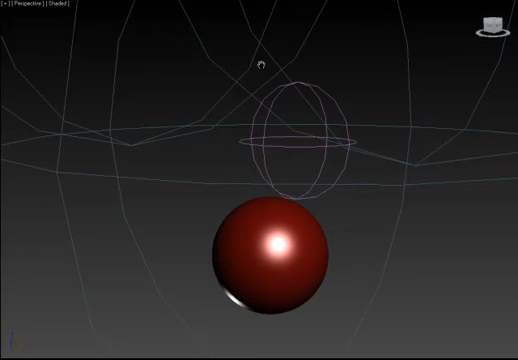 [ + ] [ Perspective ] [ Shaded ]